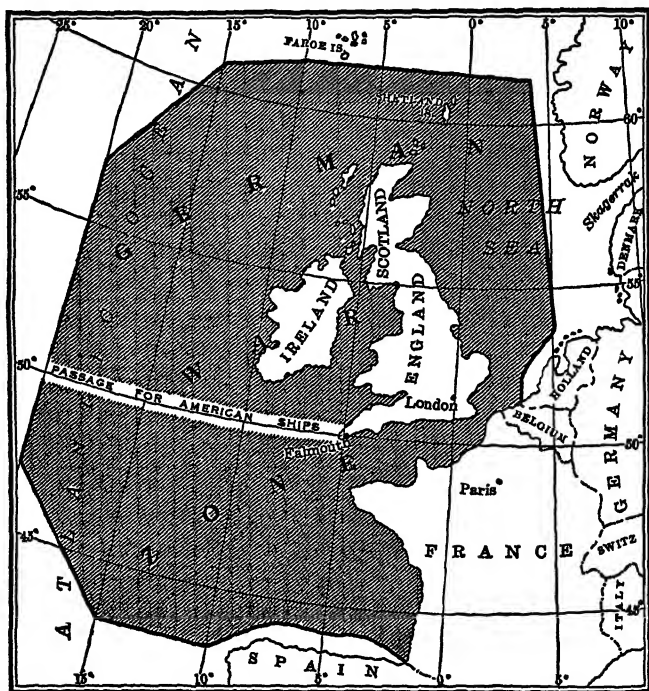 25° 20° 15° 10° 5° 0° 5° 10°
FAROE IS.
ATLANTIC OCEAN
SHETLAND IS.
NORWAY
60°
GERMAN
WAR
ZONE
NORTH
SEA
Skagerrak
DENMARK
55°
55°
SCOTLAND
IRELAND
ENGLAND
London
50°
PASSAGE FOR AMERICAN SHIPS
Falmouth
HOLLAND
BELGIUM
GERMANY
50°
Paris
FRANCE
SWITZ
ITALY
45°
45°
SPAIN
15° 10° 5° 0° 5°